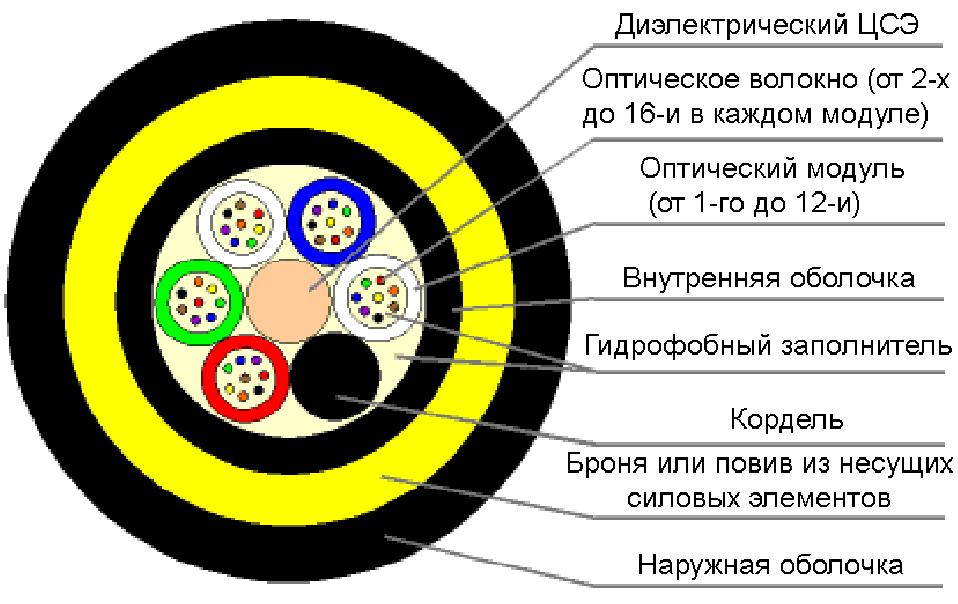 Диэлектрический ЦСЭ
Оптическое волокно (от 2-х
до 16-и в каждом модуле)
Оптический модуль
(от 1-го до 12-и)
Внутренняя оболочка
Гидрофобный заполнитель
Кордель
Броня или повив из несущих
силовых элементов
Наружная оболочка